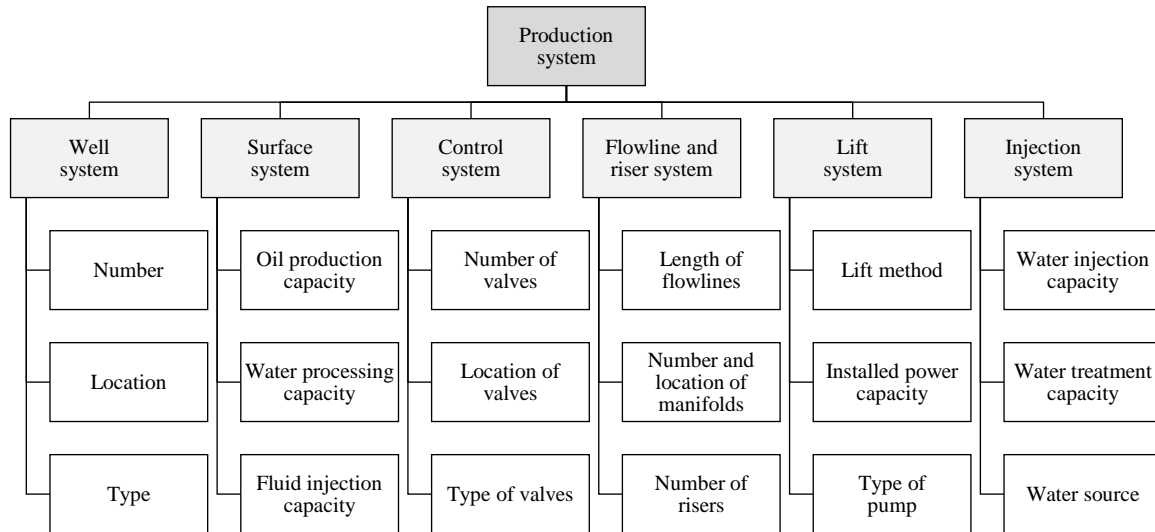 Production
system
Well
system
Surface
system
Control
system
Flowline and
riser system
Lift
system
Injection
system
Number
Oil production
capacity
Number of
valves
Length of
flowlines
Lift method
Water injection
capacity
Location
Water processing
capacity
Location of
valves
Number and
location of
manifolds
Installed power
capacity
Water treatment
capacity
Type
Fluid injection
capacity
Type of valves
Number of
risers
Type of
pump
Water source